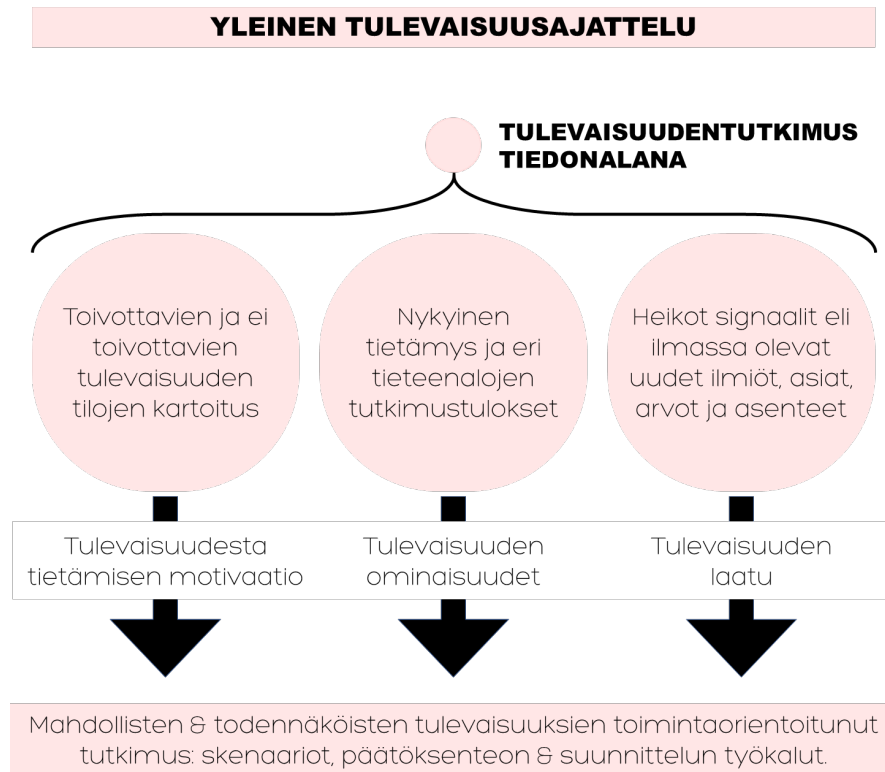 YLEINEN TULEVAISUUSAJATTELU
TULEVAISUUDENTUTKIMUS
TIEDONALANA
Toivottavien ja ei
toivottavien
tulevaisuuden
tilojen kartoitus
Nykyinen
tietämys ja eri
tieteenalojen
tutkimustulokset
Heikot signaalit eli
ilmassa olevat
uudet ilmiöt, asiat,
arvot ja asenteet
Tulevaisuudesta
tietämisen motivaatio
Tulevaisuuden
ominaisuudet
Tulevaisuuden
laatu
Mahdollisten & todennäköisten tulevaisuuksien toimintaorientoitunut
tutkimus: skenaariot, päätöksenteon & suunnittelun työkalut.